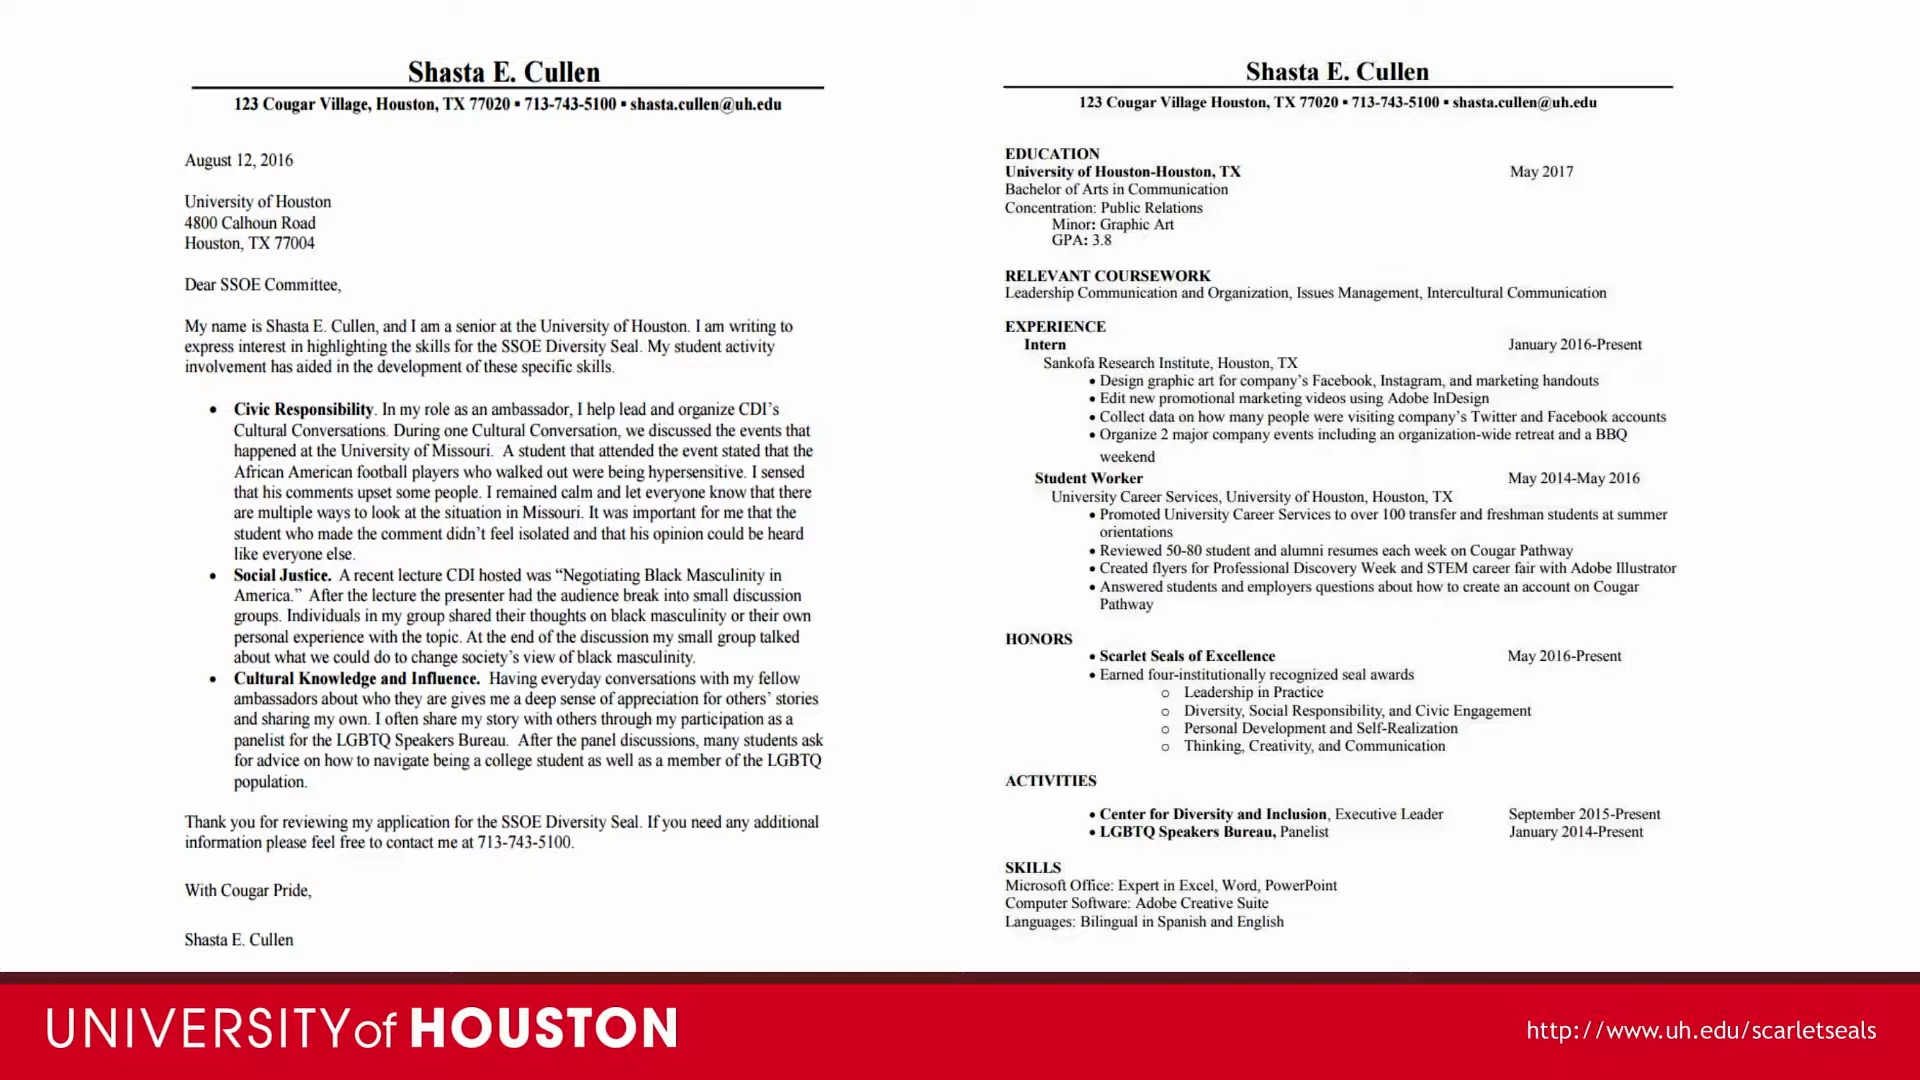 Shasta E. Cullen
123 Cougar Village, Houston, TX 77020 ▪ 713-743-5100 ▪ shasta.cullen@uh.edu
August 12, 2016
University of Houston
4800 Calhoun Road
Houston, TX 77004
Dear SSOE Committee,
My name is Shasta E. Cullen, and I am a senior at the University of Houston. I am writing to
express interest in highlighting the skills for the SSOE Diversity Seal. My student activity
involvement has aided in the development of these specific skills.
• Civic Responsibility. In my role as an ambassador, I help lead and organize CDI's
Cultural Conversations. During one Cultural Conversation, we discussed the events that
happened at the University of Missouri. A student that attended the event stated that the
African American football players who walked out were being hypersensitive. I sensed
that his comments upset some people. I remained calm and let everyone know that there
are multiple ways to look at the situation in Missouri. It was important for me that the
student who made the comment didn't feel isolated and that his opinion could be heard
like everyone else.
• Social Justice. A recent lecture CDI hosted was “Negotiating Black Masculinity in
America.” After the lecture the presenter had the audience break into small discussion
groups. Individuals in my group shared their thoughts on black masculinity or their own
personal experience with the topic. At the end of the discussion my small group talked
about what we could do to change society's view of black masculinity.
• Cultural Knowledge and Influence. Having everyday conversations with my fellow
ambassadors about who they are gives me a deep sense of appreciation for others' stories
and sharing my own. I often share my story with others through my participation as a
panelist for the LGBTQ Speakers Bureau. After the panel discussions, many students ask
for advice on how to navigate being a college student as well as a member of the LGBTQ
population.
Thank you for reviewing my application for the SSOE Diversity Seal. If you need any additional
information please feel free to contact me at 713-743-5100.
With Cougar Pride,
Shasta E. Cullen
Shasta E. Cullen
123 Cougar Village Houston, TX 77020 ▪ 713-743-5100 ▪ shasta.cullen@uh.edu
EDUCATION
University of Houston-Houston, TX May 2017
Bachelor of Arts in Communication
Concentration: Public Relations
Minor: Graphic Art
GPA: 3.8
RELEVANT COURSEWORK
Leadership Communication and Organization, Issues Management, Intercultural Communication
EXPERIENCE
Intern January 2016-Present
Sankofa Research Institute, Houston, TX
• Design graphic art for company's Facebook, Instagram, and marketing handouts
• Edit new promotional marketing videos using Adobe InDesign
• Collect data on how many people were visiting company's Twitter and Facebook accounts
• Organize 2 major company events including an organization-wide retreat and a BBQ
weekend
Student Worker May 2014-May 2016
University Career Services, University of Houston, Houston, TX
• Promoted University Career Services to over 100 transfer and freshman students at summer
orientations
• Reviewed 50-80 student and alumni resumes each week on Cougar Pathway
• Created flyers for Professional Discovery Week and STEM career fair with Adobe Illustrator
• Answered students and employers questions about how to create an account on Cougar
Pathway
HONORS
• Scarlet Seals of Excellence May 2016-Present
• Earned four-institutionally recognized seal awards
o Leadership in Practice
o Diversity, Social Responsibility, and Civic Engagement
o Personal Development and Self-Realization
o Thinking, Creativity, and Communication
ACTIVITIES
• Center for Diversity and Inclusion, Executive Leader September 2015-Present
• LGBTQ Speakers Bureau, Panelist January 2014-Present
SKILLS
Microsoft Office: Expert in Excel, Word, PowerPoint
Computer Software: Adobe Creative Suite
Languages: Bilingual in Spanish and English
UNIVERSITY of HOUSTON
http://www.uh.edu/scarletseals